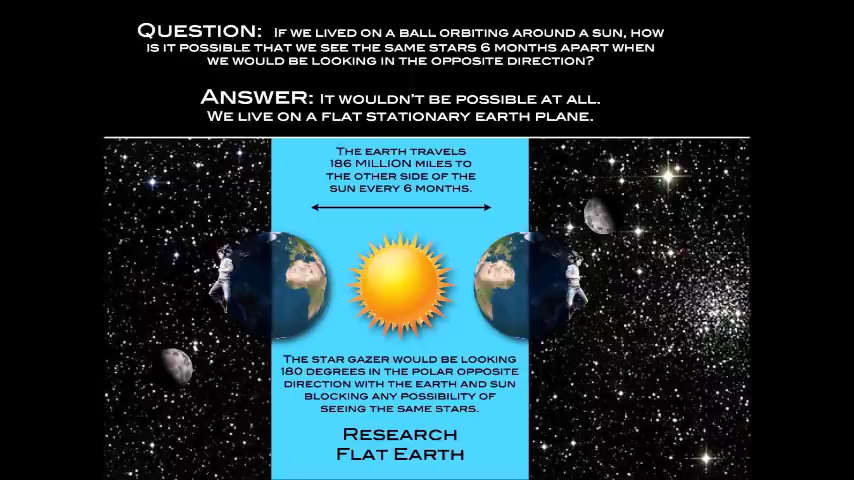 QUESTION: IF WE LIVED ON A BALL ORBITING AROUND A SUN, HOW
IS IT POSSIBLE THAT WE SEE THE SAME STARS 6 MONTHS APART WHEN
WE WOULD BE LOOKING IN THE OPPOSITE DIRECTION?
ANSWER: IT WOULDN'T BE POSSIBLE AT ALL.
WE LIVE ON A FLAT STATIONARY EARTH PLANE.
THE EARTH TRAVELS
186 MILLION MILES TO
THE OTHER SIDE OF THE
SUN EVERY 6 MONTHS.
THE STAR GAZER WOULD BE LOOKING
180 DEGREES IN THE POLAR OPPOSITE
DIRECTION WITH THE EARTH AND SUN
BLOCKING ANY POSSIBILITY OF
SEEING THE SAME STARS.
RESEARCH
FLAT EARTH